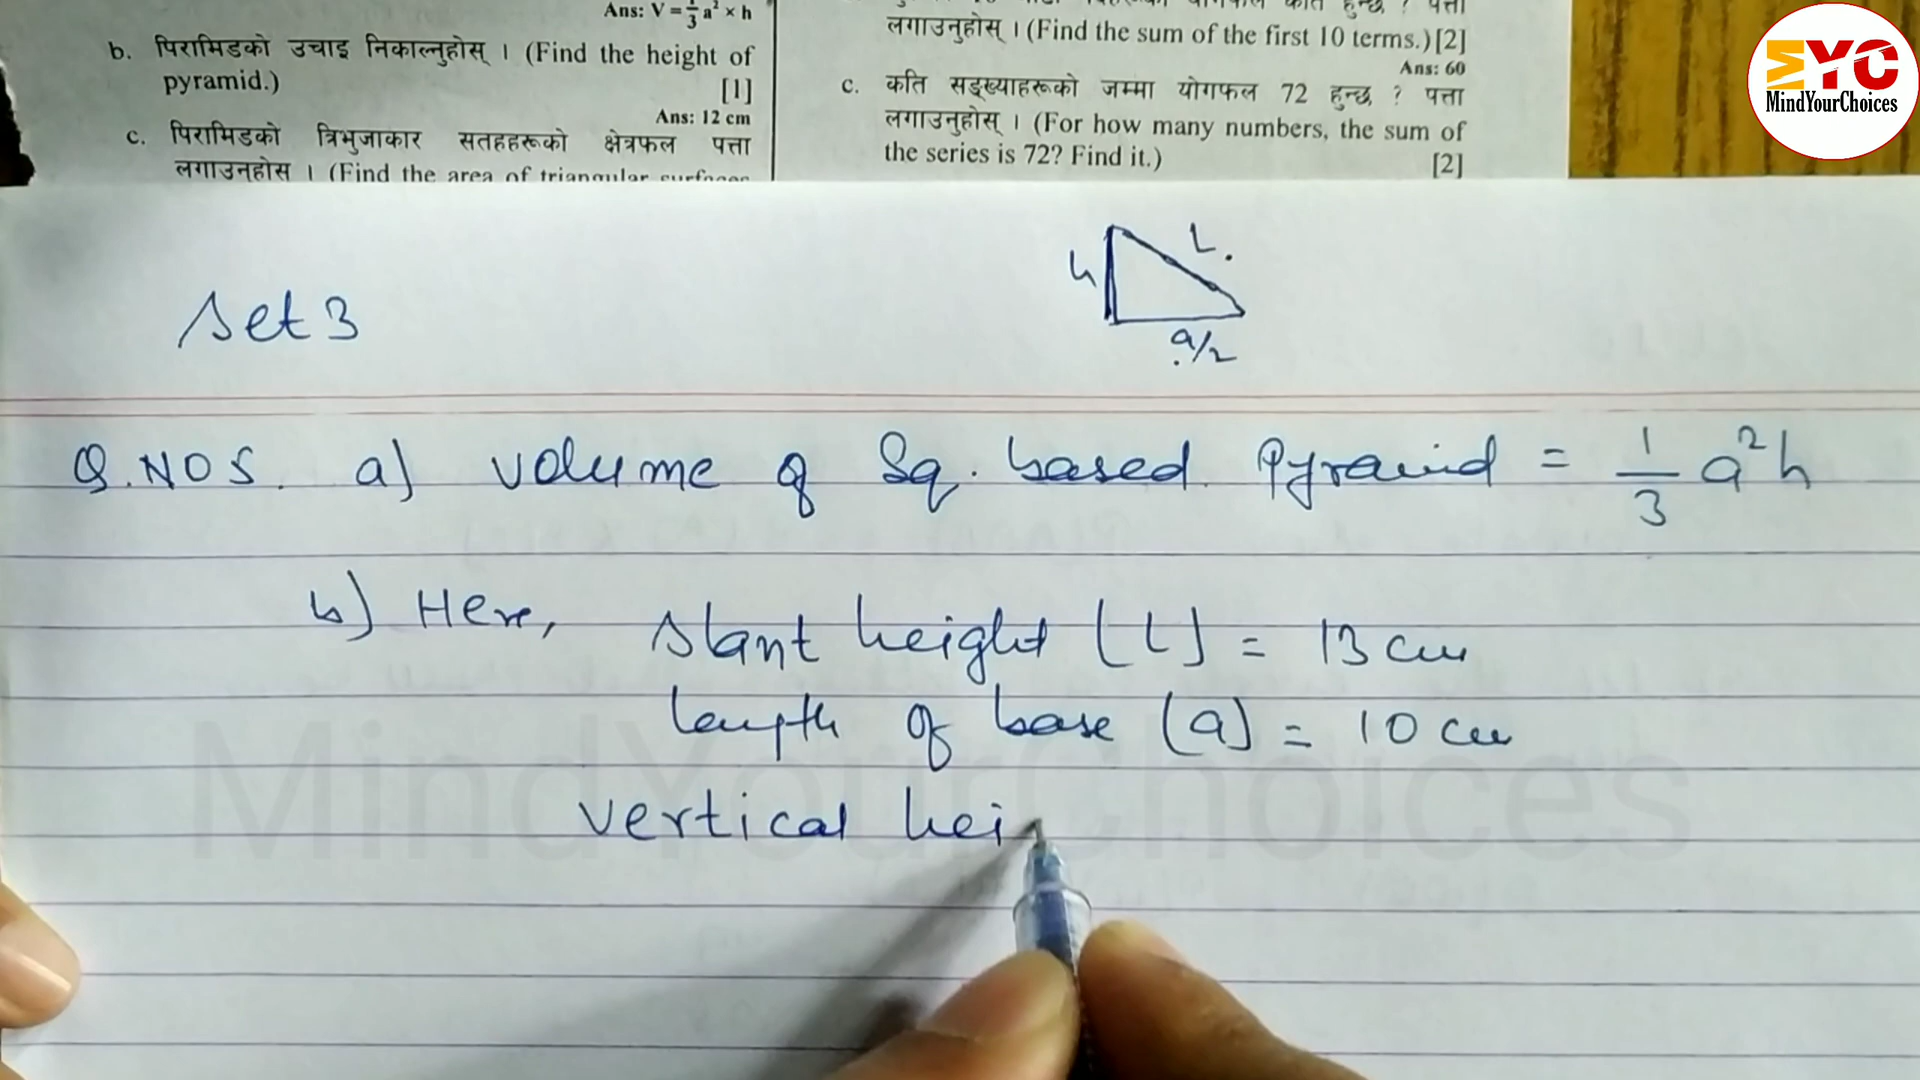 Ans: V = 1/3 a² × h
b. पिरामिडको उचाइ निकाल्नुहोस् । (Find the height of
pyramid.) [1]
Ans: 12 cm
c. पिरामिडको त्रिभुजाकार सतहहरूको क्षेत्रफल पत्ता
लगाउनुहोस । (Find the area of triangular surfaces
लगाउनुहोस् । (Find the sum of the first 10 terms.) [2]
Ans: 60
c. कति सङ्ख्याहरूको जम्मा योगफल 72 हुन्छ ? पत्ता
लगाउनुहोस् । (For how many numbers, the sum of
the series is 72? Find it.) [2]
MYC
MindYourChoices
Set 3
h
L
a/2
Q.NO5. a) volume of Sq. based Pyramid = 1/3 a²h
b) Here, slant height (L) = 13 cm
length of base (a) = 10 cm
vertical hei
MindYourChoices